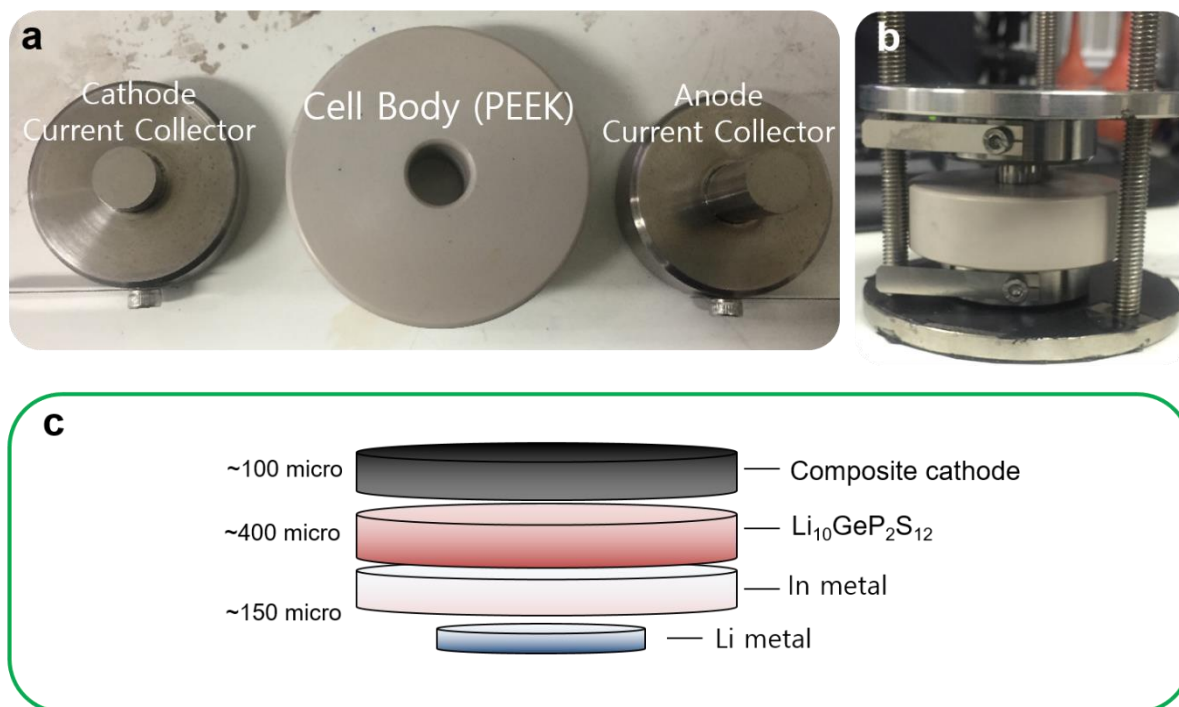 a
Cathode
Current Collector
Cell Body (PEEK)
Anode
Current Collector
b
c
~100 micro
Composite cathode
~400 micro
Li₁₀GeP₂S₁₂
In metal
~150 micro
Li metal